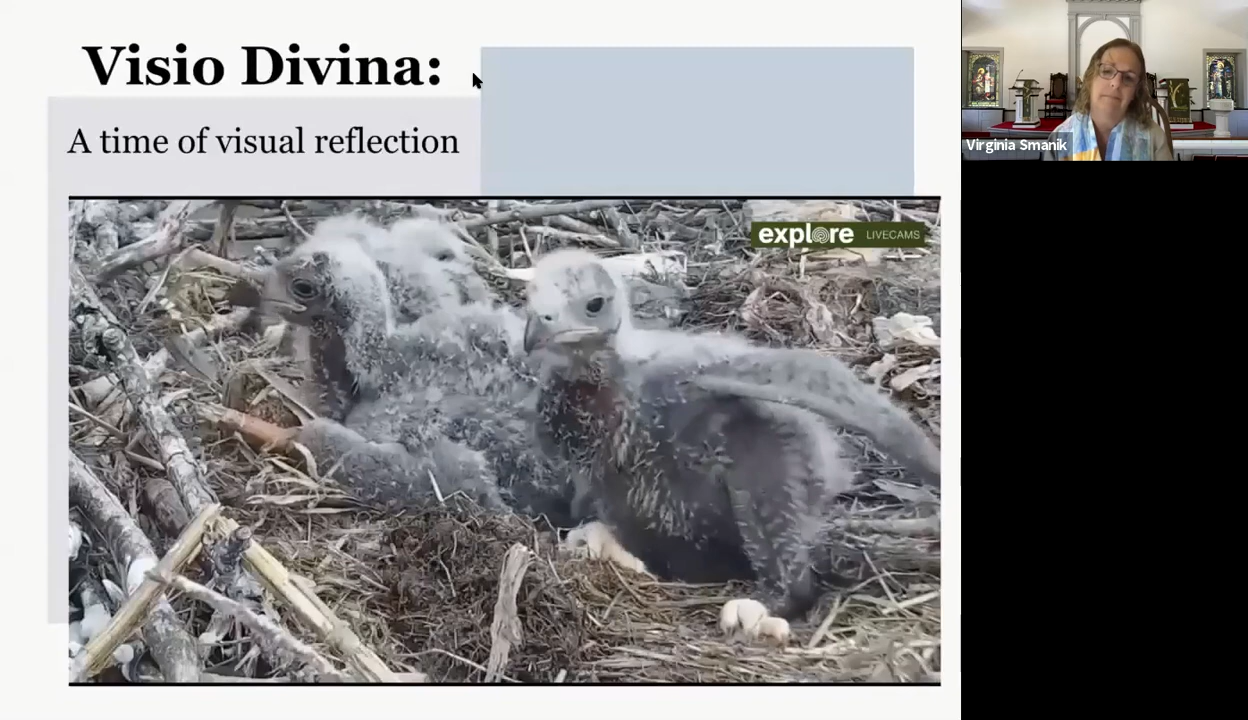 Visio Divina:
A time of visual reflection
explore LIVECAMS
Virginia Smanik